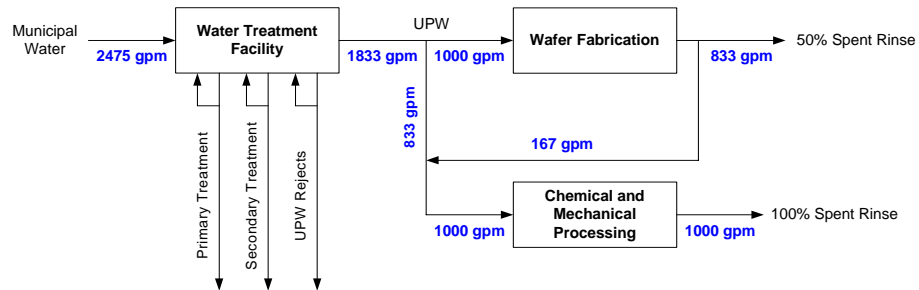 Municipal
Water
2475 gpm
Water Treatment
Facility
1833 gpm
UPW
1000 gpm
Wafer Fabrication
833 gpm
50% Spent Rinse
833 gpm
167 gpm
Primary Treatment
Secondary Treatment
UPW Rejects
1000 gpm
Chemical and
Mechanical
Processing
1000 gpm
100% Spent Rinse